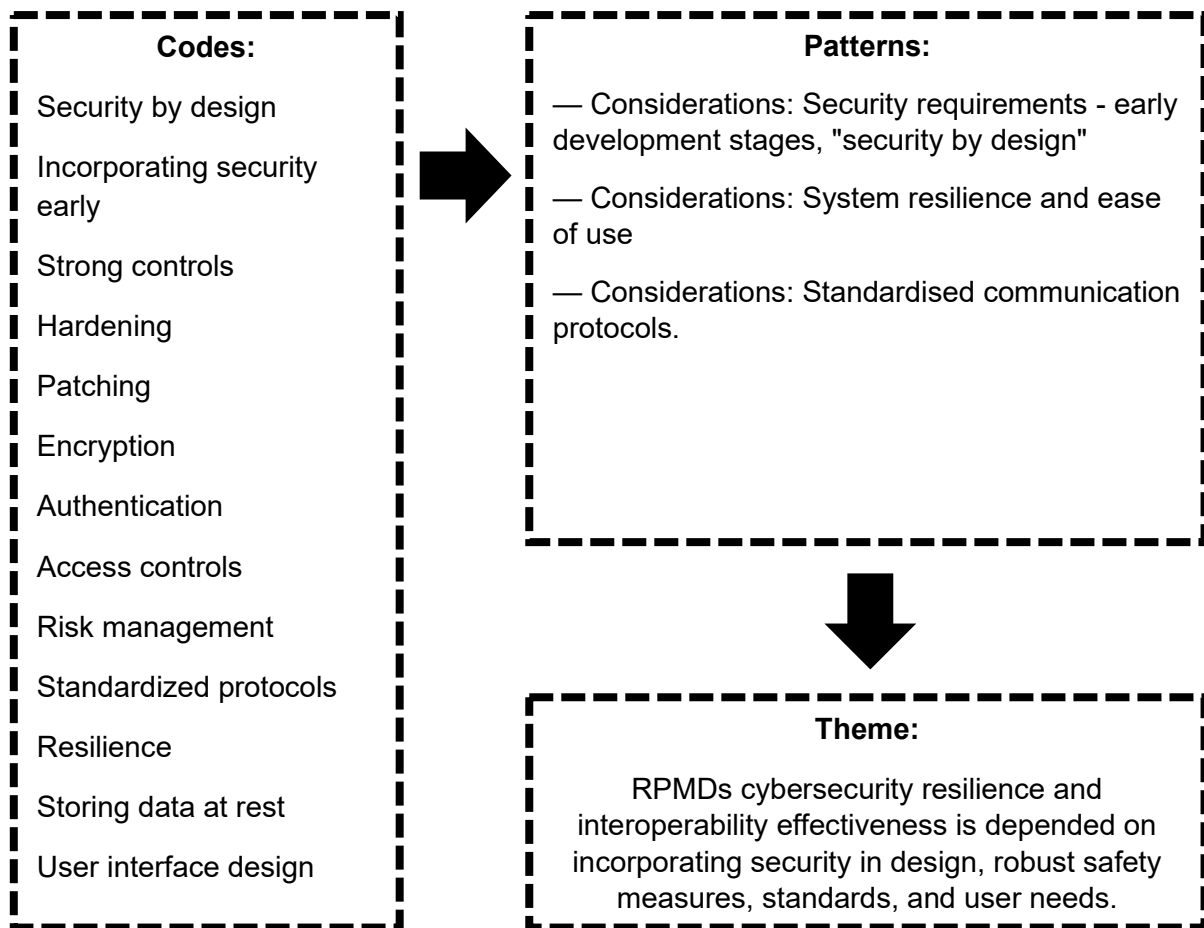 Codes:
Security by design
Incorporating security
early
Strong controls
Hardening
Patching
Encryption
Authentication
Access controls
Risk management
Standardized protocols
Resilience
Storing data at rest
User interface design
Patterns:
— Considerations: Security requirements - early
development stages, "security by design"
— Considerations: System resilience and ease
of use
— Considerations: Standardised communication
protocols.
Theme:
RPMDs cybersecurity resilience and
interoperability effectiveness is depended on
incorporating security in design, robust safety
measures, standards, and user needs.